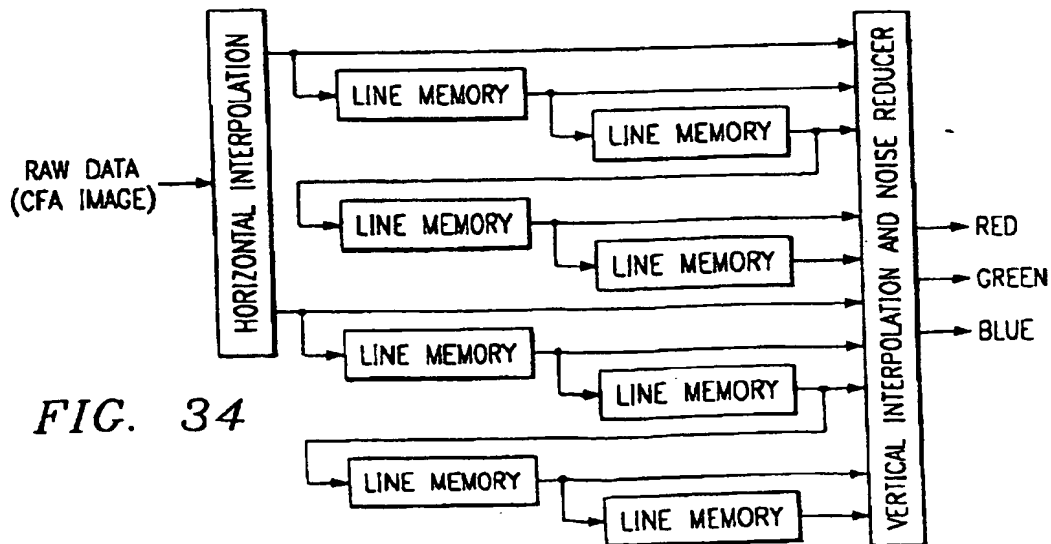 HORIZONTAL INTERPOLATION
LINE MEMORY
LINE MEMORY
RAW DATA
(CFA IMAGE)
LINE MEMORY
LINE MEMORY
VERTICAL INTERPOLATION AND NOISE REDUCER
RED
GREEN
BLUE
LINE MEMORY
LINE MEMORY
FIG. 34
LINE MEMORY
LINE MEMORY